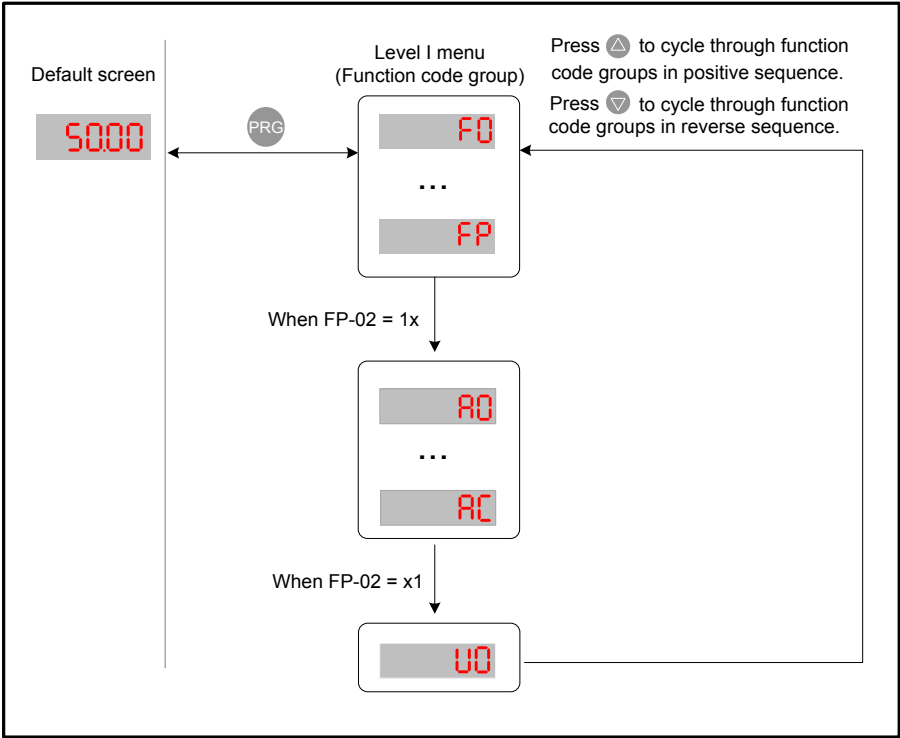 Default screen
50.00
PRG
Level I menu
(Function code group)
Press △ to cycle through function
code groups in positive sequence.
Press ▽ to cycle through function
code groups in reverse sequence.
F0
...
FP
When FP-02 = 1x
A0
...
AC
When FP-02 = x1
U0